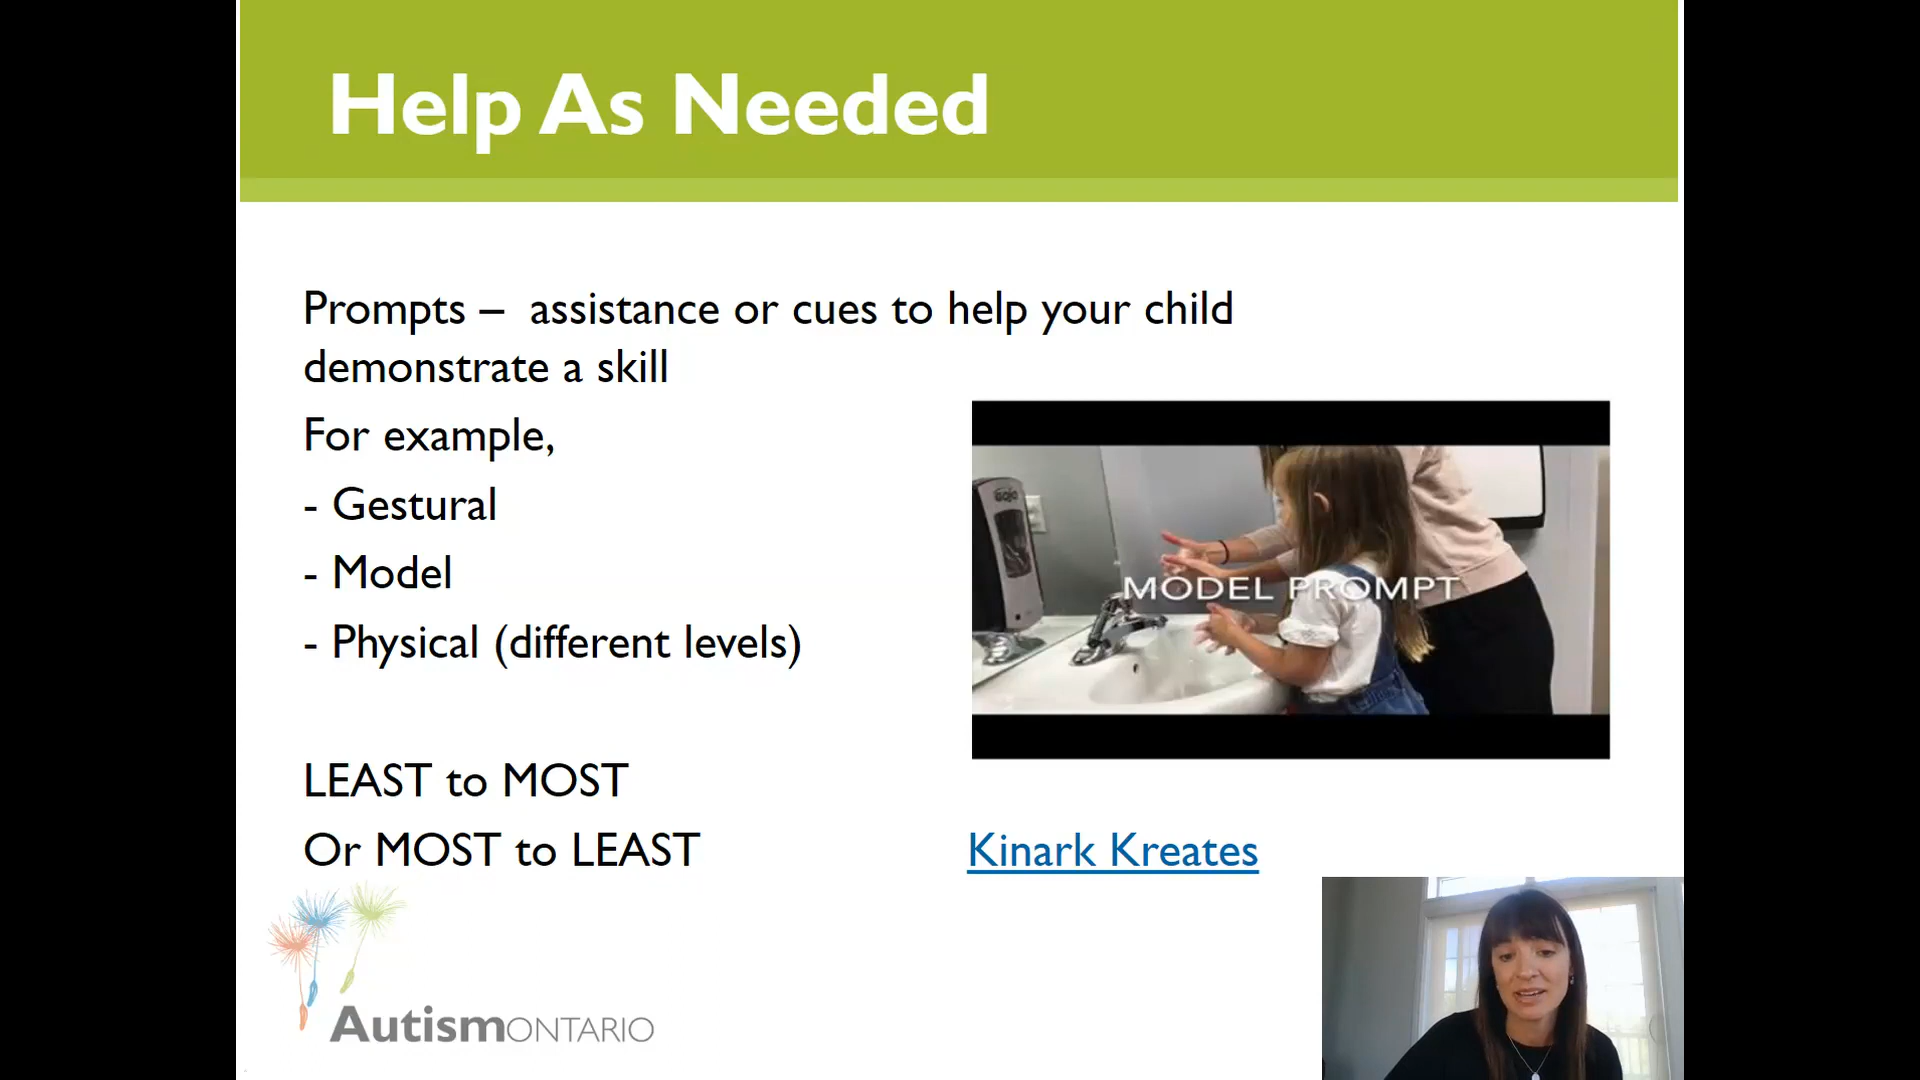 Help As Needed
Prompts –  assistance or cues to help your child
demonstrate a skill
For example,
- Gestural
- Model
- Physical (different levels)
GOJO
MODEL PROMPT
LEAST to MOST
Or MOST to LEAST
Kinark Kreates
AutismONTARIO